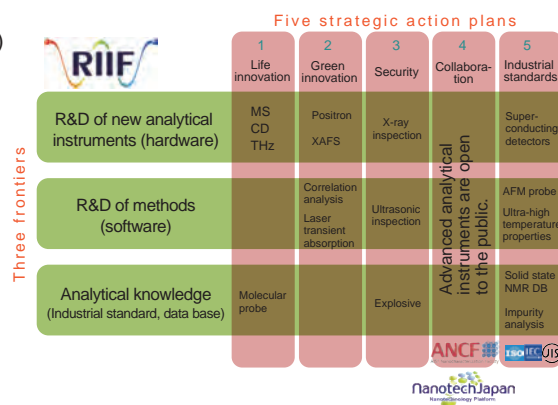 Five strategic action plans
)
RIIF
1
Life
innovation
2
Green
innovation
3
Security
4
Collabora-
tion
5
Industrial
standards
Three frontiers
R&D of new analytical
instruments (hardware)
MS
CD
THz
Positron
XAFS
X-ray
inspection
Super-
conducting
detectors
Advanced analytical
instruments are open
to the public.
R&D of methods
(software)
Correlation
analysis
Laser
transient
absorption
Ultrasonic
inspection
AFM probe
Ultra-high
temperature
properties
Analytical knowledge
(Industrial standard, data base)
Molecular
probe
Explosive
Solid state
NMR DB
Impurity
analysis
ANCF
ISO IEC JIS
NanotechJapan
Nanotechnology Platform